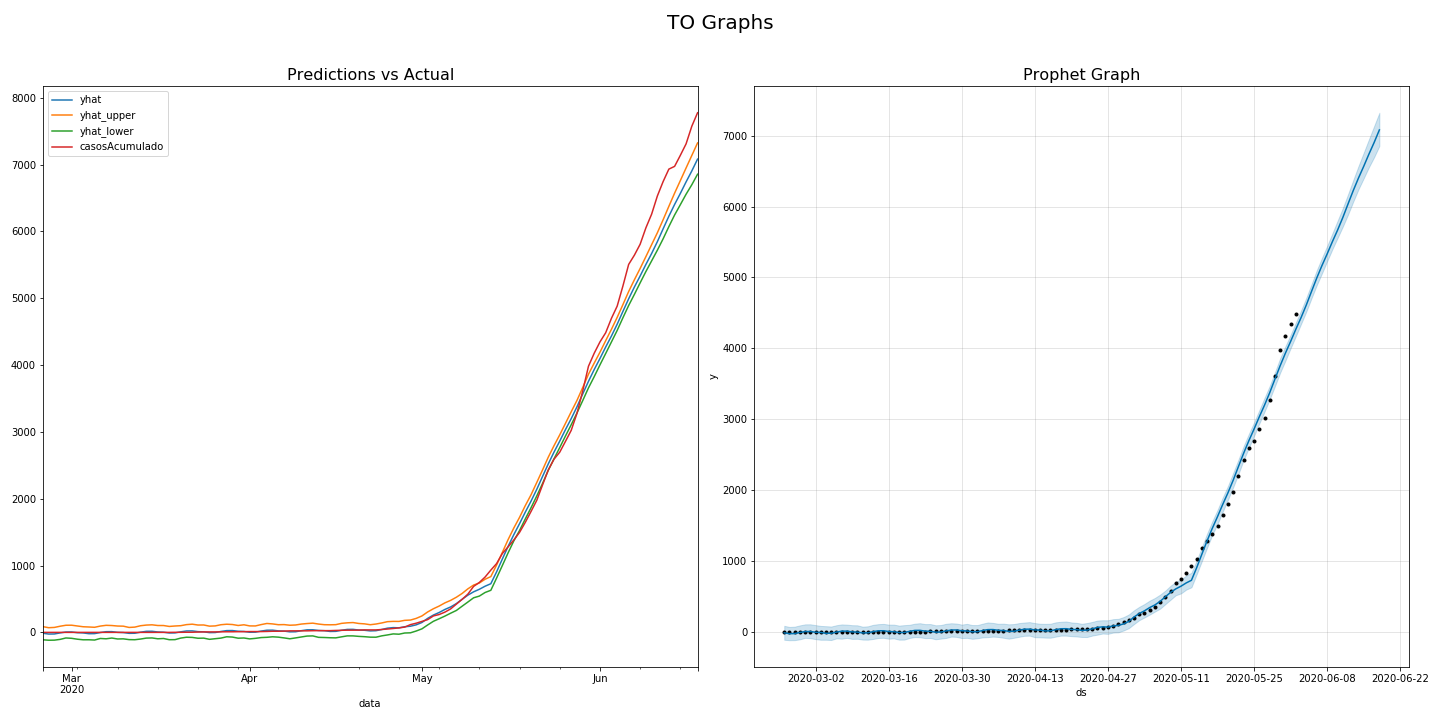 TO Graphs
Predictions vs Actual
yhat
yhat_upper
yhat_lower
casosAcumulado
8000
7000
6000
5000
4000
3000
2000
1000
0
Mar
2020
Apr
May
Jun
data
Prophet Graph
y
7000
6000
5000
4000
3000
2000
1000
0
2020-03-02 2020-03-16 2020-03-30 2020-04-13 2020-04-27 2020-05-11 2020-05-25 2020-06-08 2020-06-22
ds